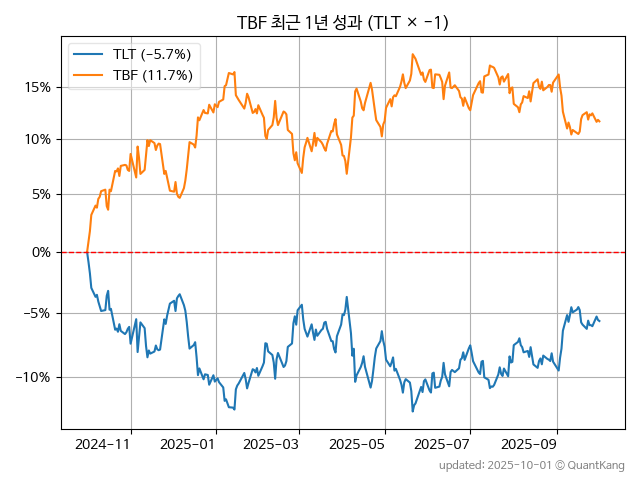 TBF 최근 1년 성과 (TLT × −1)
TLT (−5.7%)
TBF (11.7%)
15%
10%
5%
0%
−5%
−10%
2024-11 2025-01 2025-03 2025-05 2025-07 2025-09
updated: 2025-10-01 © QuantKang